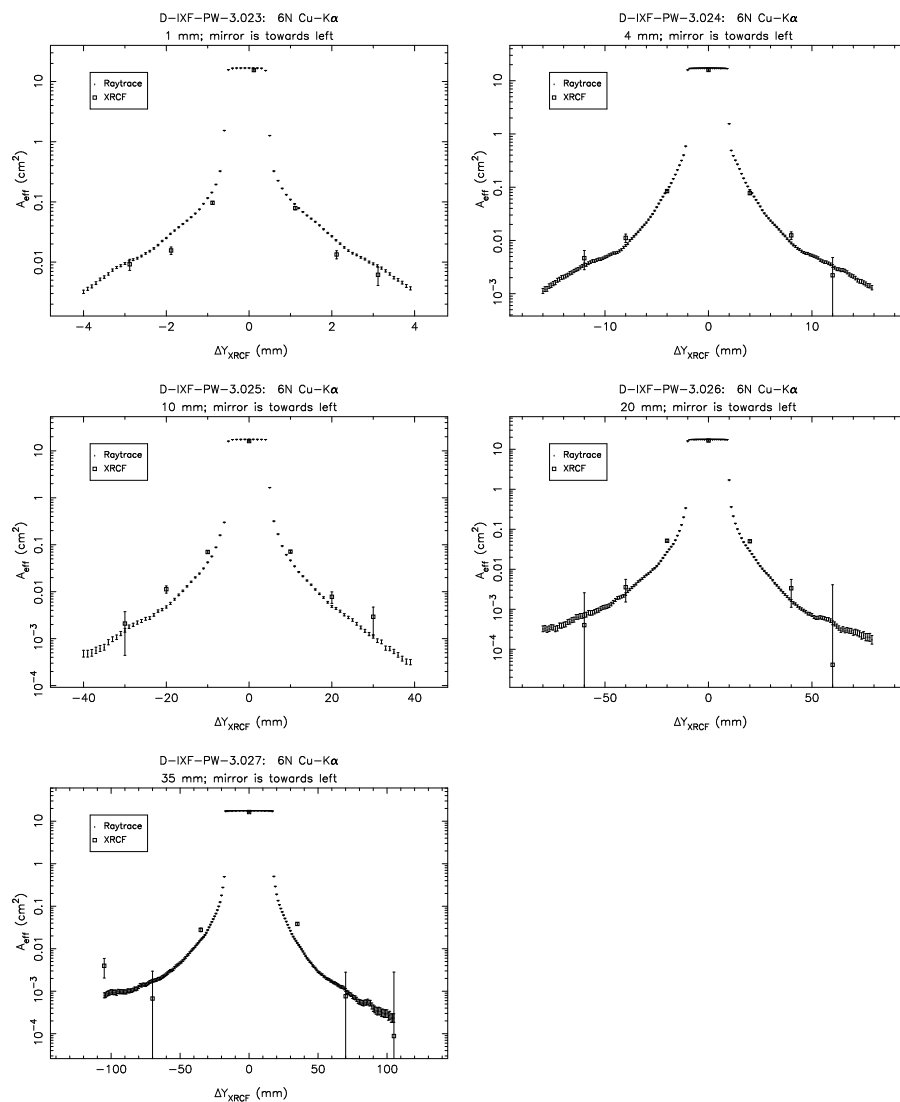 D-IXF-PW-3.023: 6N Cu-Kα
1 mm; mirror is towards left
Raytrace
XRCF
A_eff (cm²)
10
1
0.1
0.01
−4 −2 0 2 4
ΔY_XRCF (mm)
D-IXF-PW-3.024: 6N Cu-Kα
4 mm; mirror is towards left
Raytrace
XRCF
A_eff (cm²)
10
1
0.1
0.01
10⁻³
−10 0 10
ΔY_XRCF (mm)
D-IXF-PW-3.025: 6N Cu-Kα
10 mm; mirror is towards left
Raytrace
XRCF
A_eff (cm²)
10
1
0.1
0.01
10⁻³
10⁻⁴
−40 −20 0 20 40
ΔY_XRCF (mm)
D-IXF-PW-3.026: 6N Cu-Kα
20 mm; mirror is towards left
Raytrace
XRCF
A_eff (cm²)
10
1
0.1
0.01
10⁻³
10⁻⁴
−50 0 50
ΔY_XRCF (mm)
D-IXF-PW-3.027: 6N Cu-Kα
35 mm; mirror is towards left
Raytrace
XRCF
A_eff (cm²)
10
1
0.1
0.01
10⁻³
10⁻⁴
−100 −50 0 50 100
ΔY_XRCF (mm)